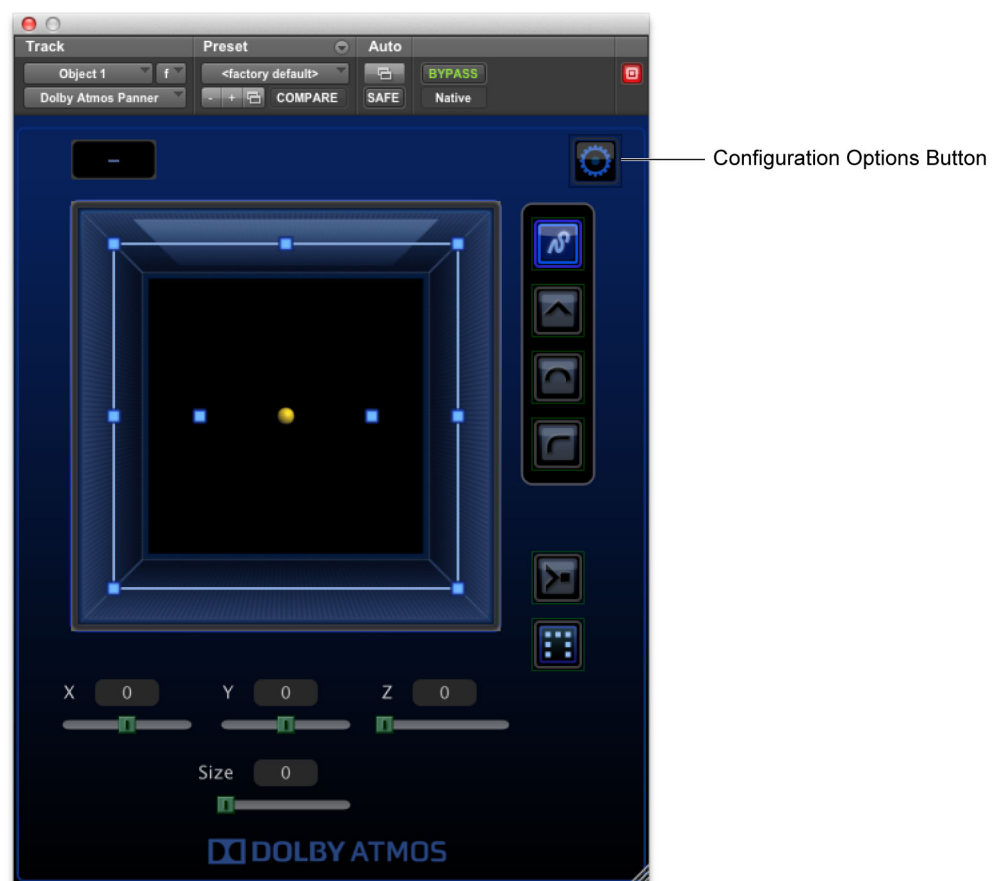 Track Preset Auto
Object 1 f <factory default> BYPASS
Dolby Atmos Panner - + COMPARE SAFE Native
–
Configuration Options Button
X 0 Y 0 Z 0
Size 0
DOLBY ATMOS